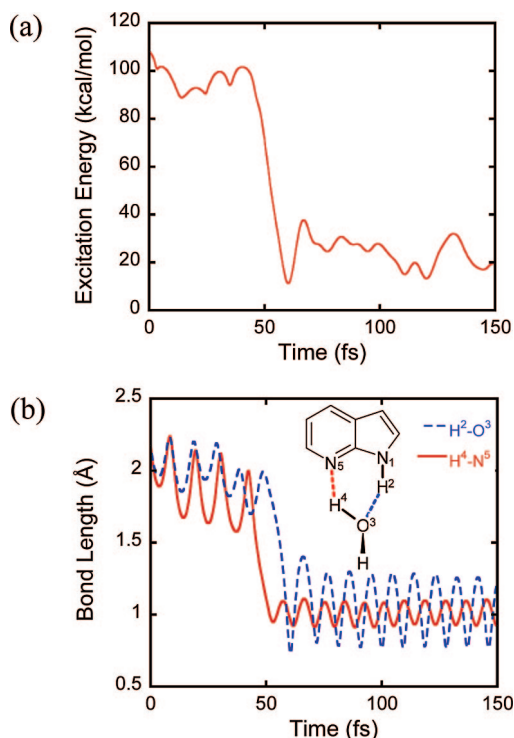 (a)
Excitation Energy (kcal/mol)
120
100
80
60
40
20
0
0 50 100 150
Time (fs)
(b)
Bond Length (Å)
2.5
2
1.5
1
0.5
N5 N1
H2
H4
O3
H
H2-O3
H4-N5
0 50 100 150
Time (fs)